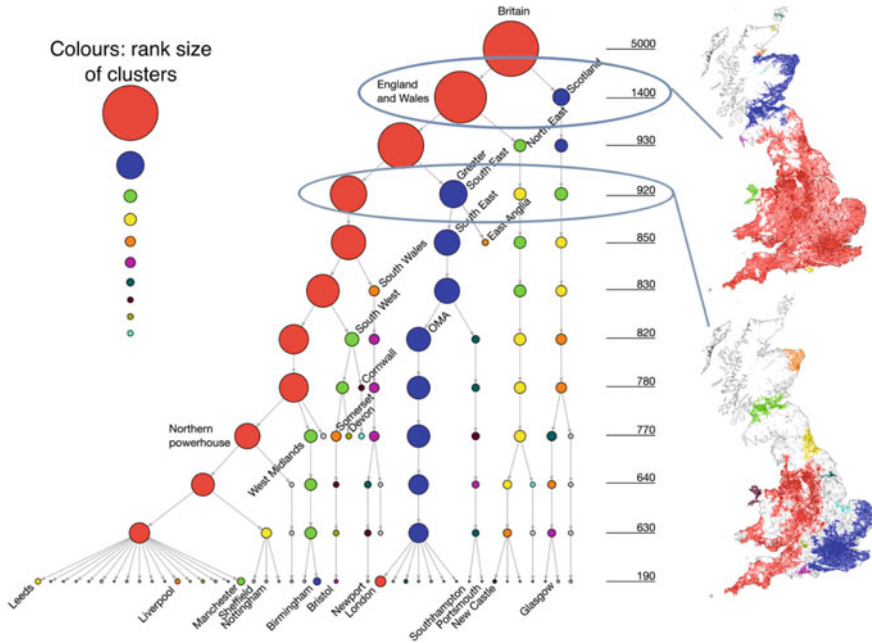 Britain
Colours: rank size
of clusters
5000
England
and Wales
Scotland
1400
North East
930
Greater
South East
920
South East
East Anglia
850
South Wales
830
South West
OMA
820
Cornwall
780
Northern
powerhouse
West Midlands
Somerset
Devon
770
640
630
190
Leeds
Liverpool
Manchester
Sheffield
Nottingham
Birmingham
Bristol
Newport
London
Southhampton
Portsmouth
New Castle
Glasgow